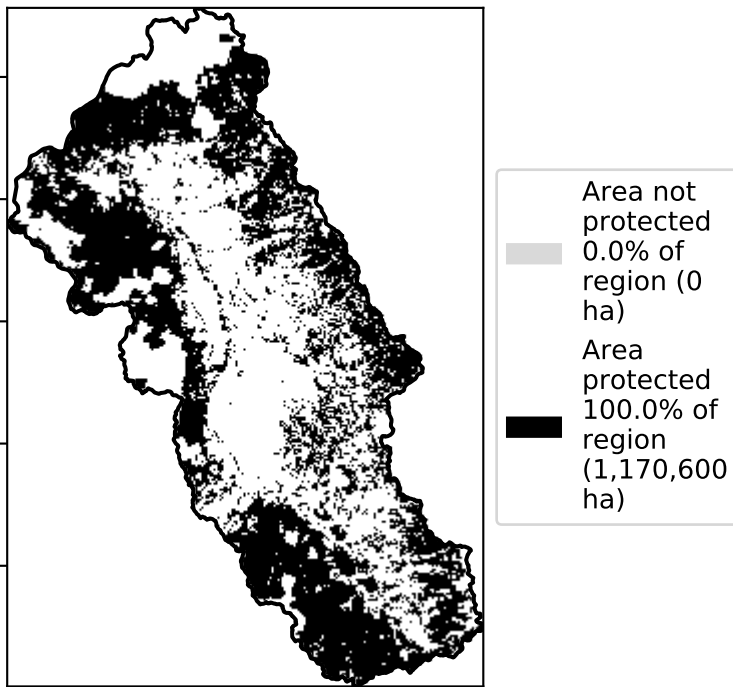 Area not
protected
0.0% of
region (0
ha)
Area
protected
100.0% of
region
(1,170,600
ha)